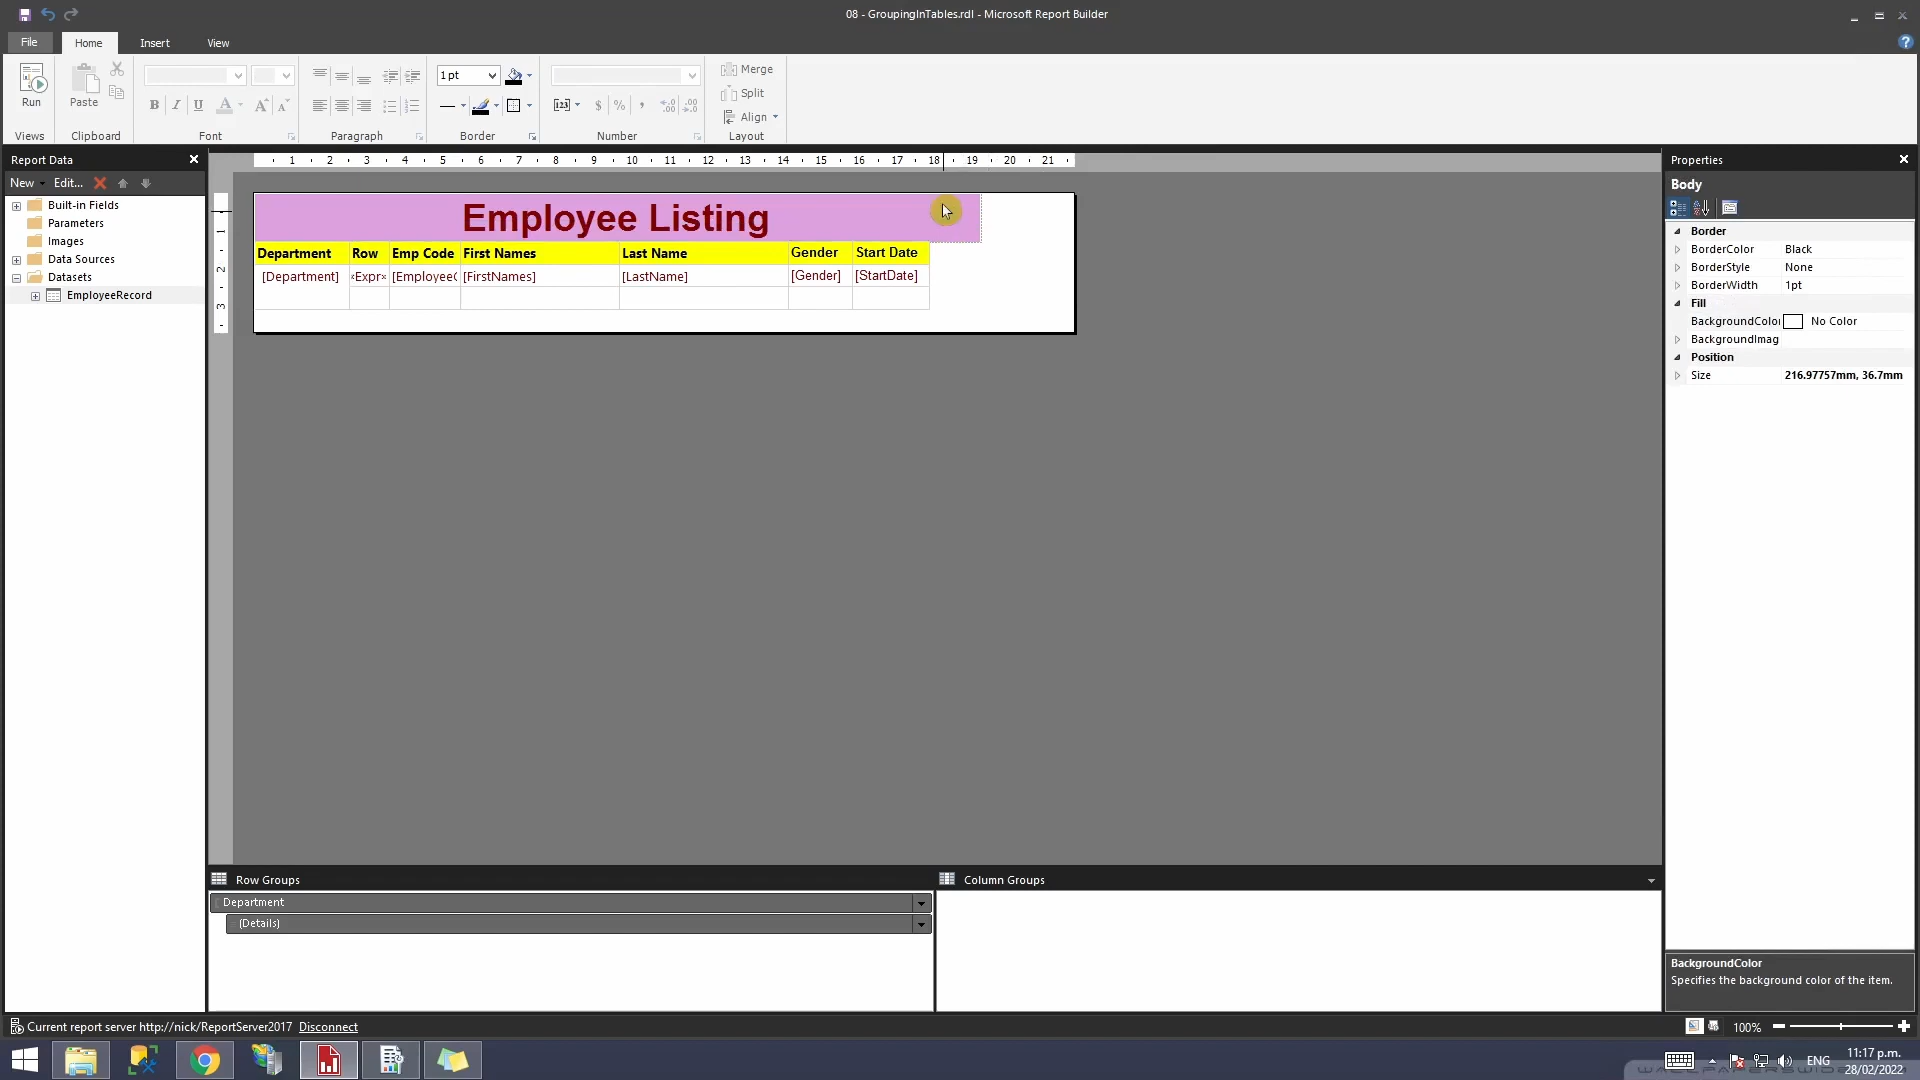 08 - GroupingInTables.rdl - Microsoft Report Builder
File Home Insert View
Run
Paste
1 pt
Merge
Split
Align
Views Clipboard Font Paragraph Border Number Layout
Report Data
New Edit...
Built-in Fields
Parameters
Images
Data Sources
Datasets
EmployeeRecord
1 2 3 4 5 6 7 8 9 10 11 12 13 14 15 16 17 18 19 20 21
1
2
3
Employee Listing
Department Row Emp Code First Names Last Name Gender Start Date
[Department] «Expr» [EmployeeC [FirstNames] [LastName] [Gender] [StartDate]
Properties
Body
Border
BorderColor Black
BorderStyle None
BorderWidth 1pt
Fill
BackgroundColor No Color
BackgroundImag
Position
Size 216.97757mm, 36.7mm
BackgroundColor
Specifies the background color of the item.
Row Groups
Department
(Details)
Column Groups
Current report server http://nick/ReportServer2017 Disconnect
100%
ENG
11:17 p.m.
28/02/2022